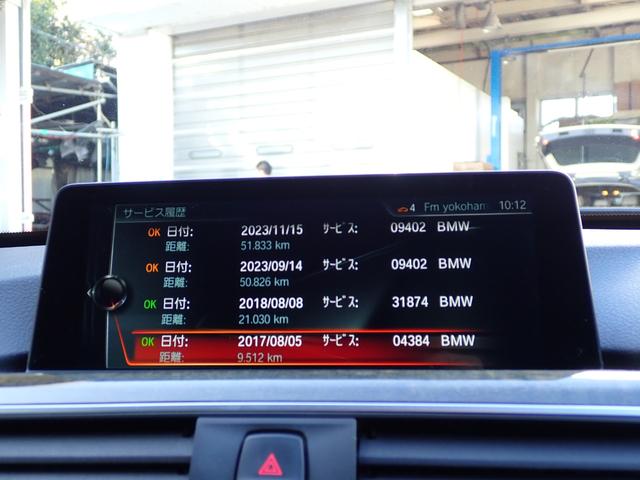 サービス履歴 4 Fm yokoham 10:12
OK 日付: 2023/11/15 ｻｰﾋﾞｽ: 09402 BMW
距離: 51.833 km
OK 日付: 2023/09/14 ｻｰﾋﾞｽ: 09402 BMW
距離: 50.826 km
OK 日付: 2018/08/08 ｻｰﾋﾞｽ: 31874 BMW
距離: 21.030 km
OK 日付: 2017/08/05 ｻｰﾋﾞｽ: 04384 BMW
距離: 9.512 km